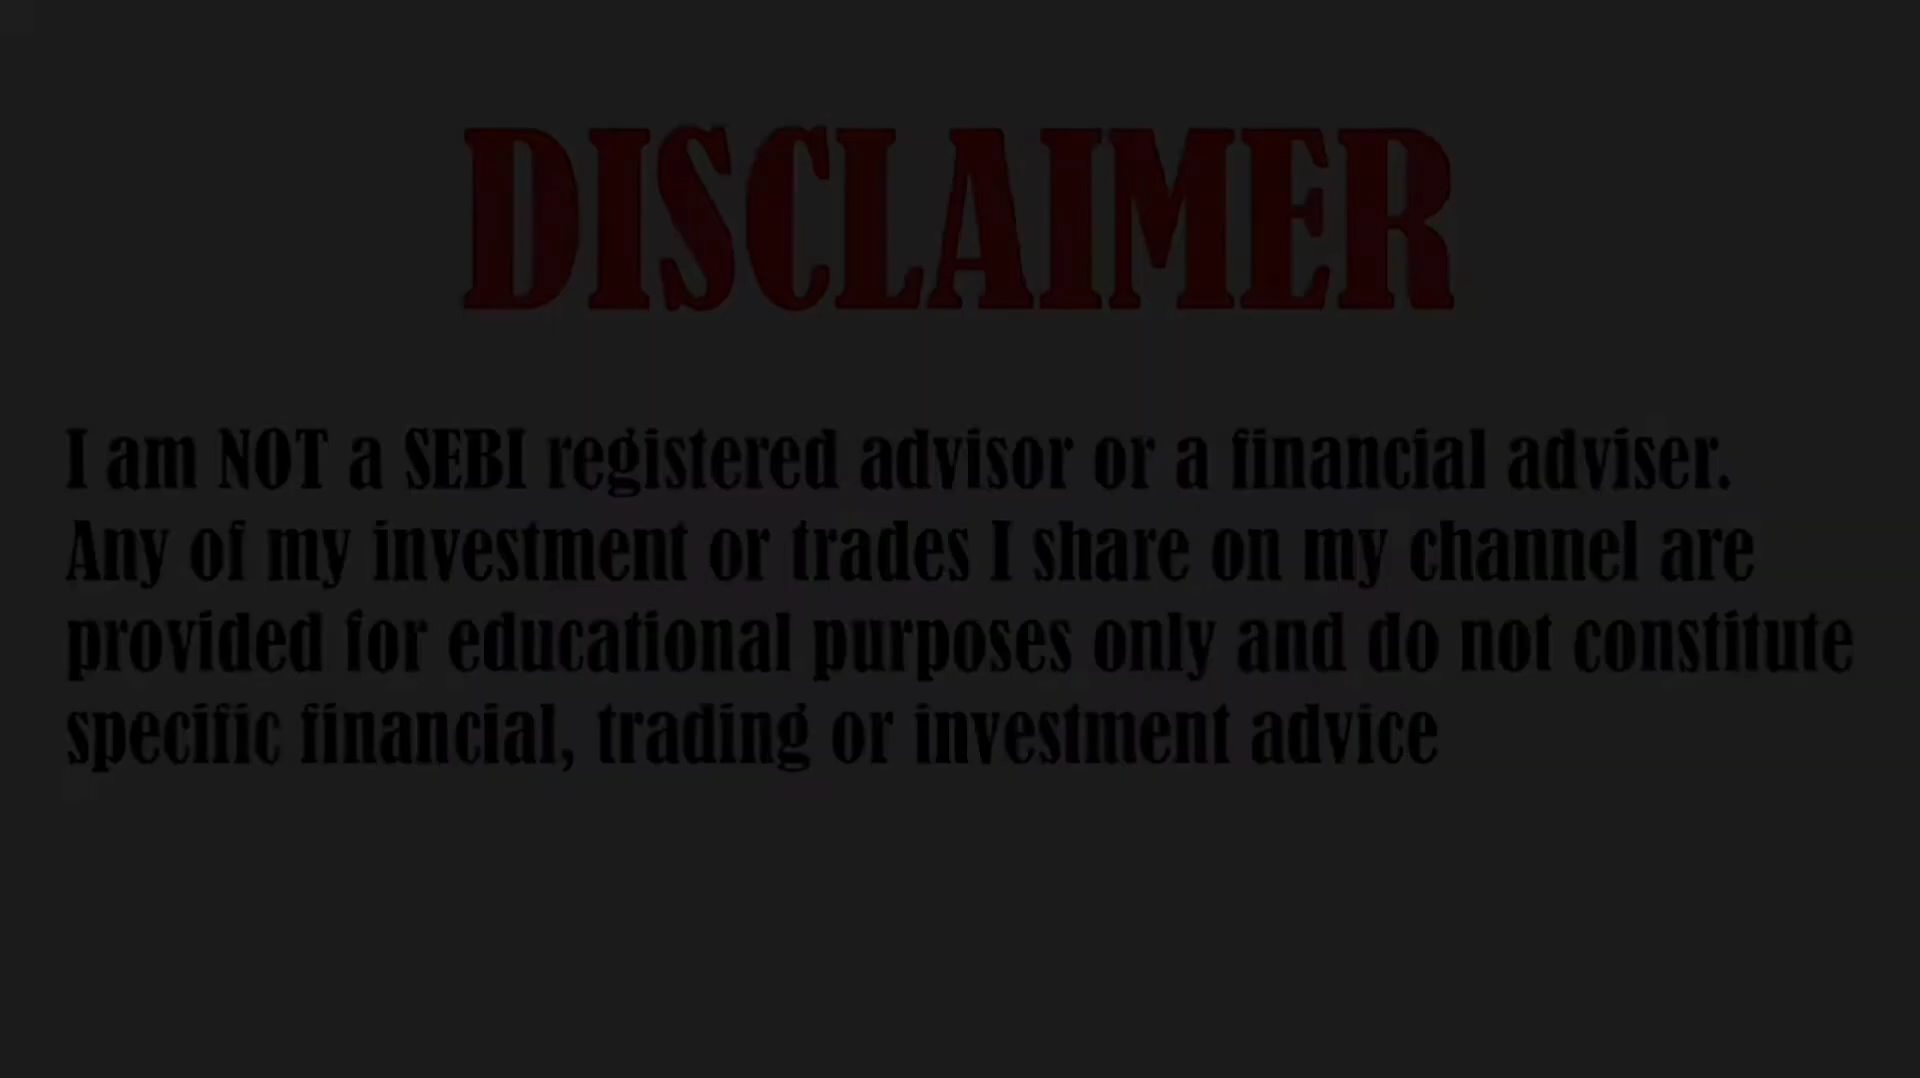 DISCLAIMER
I am NOT a SEBI registered advisor or a financial adviser.
Any of my investment or trades I share on my channel are
provided for educational purposes only and do not constitute
specific financial, trading or investment advice